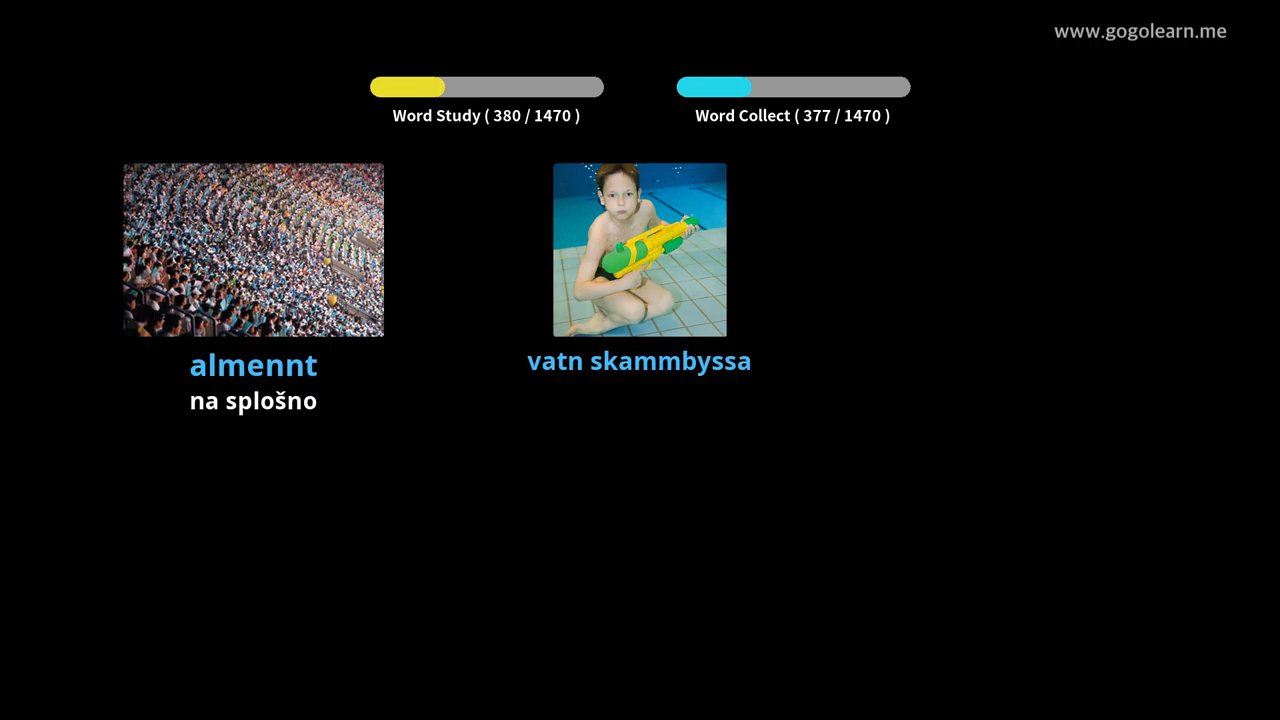 www.gogolearn.me
Word Study ( 380 / 1470 )
Word Collect ( 377 / 1470 )
almennt
na splošno
vatn skammbyssa